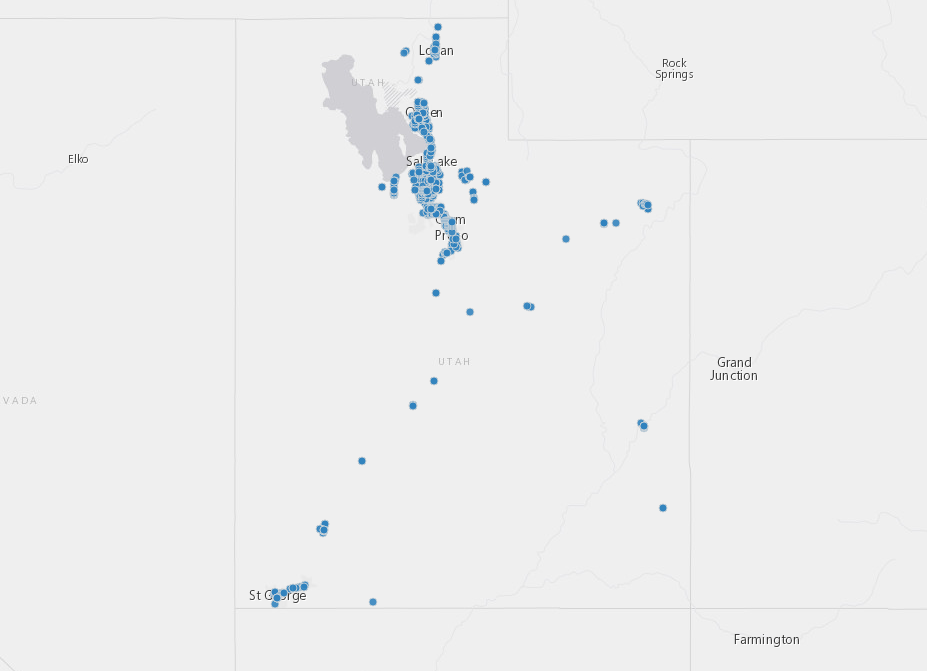 Logan
Rock
Springs
UTAH
Ogden
Elko
Salt Lake
Orem
Provo
UTAH
Grand
Junction
VADA
St George
Farmington